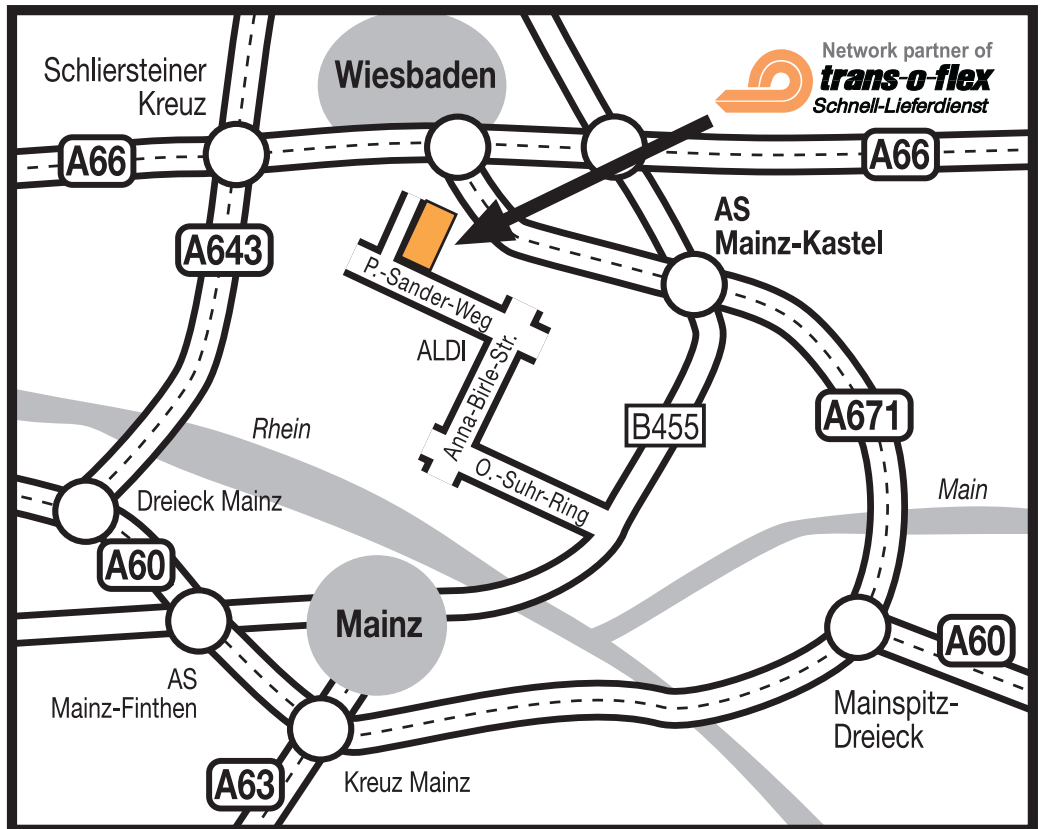 Schliersteiner
Kreuz
Wiesbaden
Network partner of
trans-o-flex
Schnell-Lieferdienst
A66
A66
A643
AS
Mainz-Kastel
P.-Sander-Weg
ALDI
Anna-Birle-Str.
O.-Suhr-Ring
B455
A671
Rhein
Main
Dreieck Mainz
A60
Mainz
A60
AS
Mainz-Finthen
Mainspitz-
Dreieck
A63
Kreuz Mainz